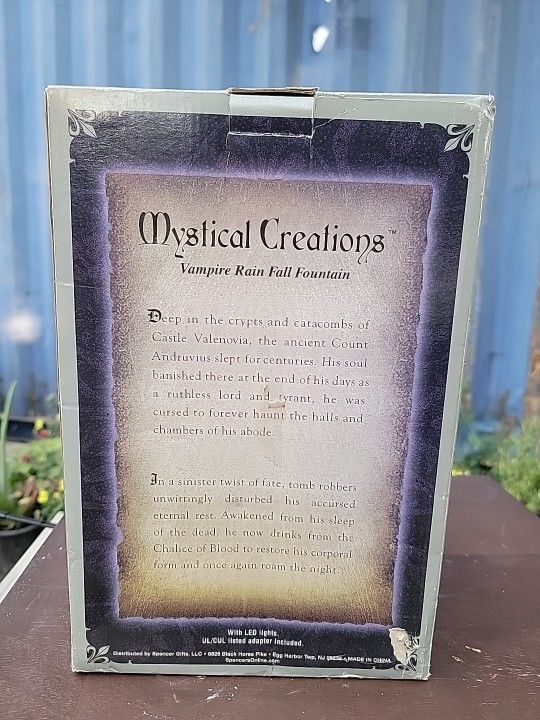 Mystical Creations™
Vampire Rain Fall Fountain
Deep in the crypts and catacombs of
Castle Valenovia, the ancient Count
Andruvius slept for centuries. His soul
banished there at the end of his days as
a ruthless lord and tyrant, he was
cursed to forever haunt the halls and
chambers of his abode.
In a sinister twist of fate, tomb robbers
unwittingly disturbed his accursed
eternal rest. Awakened from his sleep
of the dead, he now drinks from the
Chalice of Blood to restore his corporal
form and once again roam the night.
With LED lights.
UL/CUL listed adapter included.
Distributed by Spencer Gifts, LLC • 6826 Black Horse Pike • Egg Harbor Twp, NJ 08234 • MADE IN CHINA
SpencersOnline.com